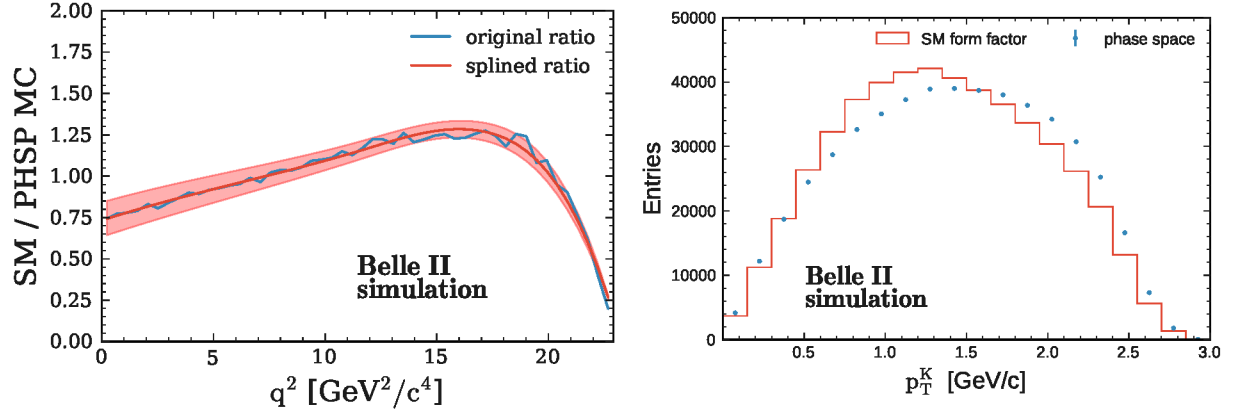 SM / PHSP MC
2.00
1.75
1.50
1.25
1.00
0.75
0.50
0.25
0.00
original ratio
splined ratio
Belle II
simulation
0
5
10
15
20
q² [GeV²/c⁴]
Entries
50000
40000
30000
20000
10000
0
SM form factor
phase space
Belle II
simulation
0.5
1.0
1.5
2.0
2.5
3.0
p_T^K [GeV/c]